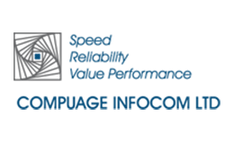 Speed
Reliability
Value Performance
COMPUAGE INFOCOM LTD